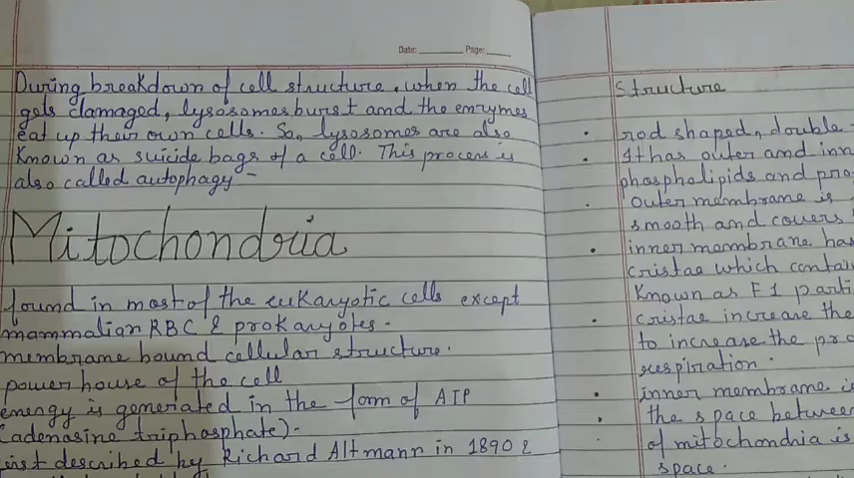 Date: Page:
During breakdown of cell structure, when the cell
gets damaged, lysosomes burst and the enzymes
eat up their own cells. So, lysosomes are also
Known as suicide bags of a cell. This process is
also called autophagy -
Mitochondria
found in most of the eukaryotic cells except
mammalian RBC & prokaryotes.
membrane bound cellular structure.
power house of the cell
energy is generated in the form of ATP
(adenosine triphosphate).
described by Richard Altmann in 1890 &
Structure
• rod shaped, double
• It has outer and
phospholipids and
• outer membrane is
smooth and covers
• inner membrane has
cristae which
Known as F1
• cristae increase the
to increase the
respiration.
• inner membrane
• the space between
of mitochondria is
space.